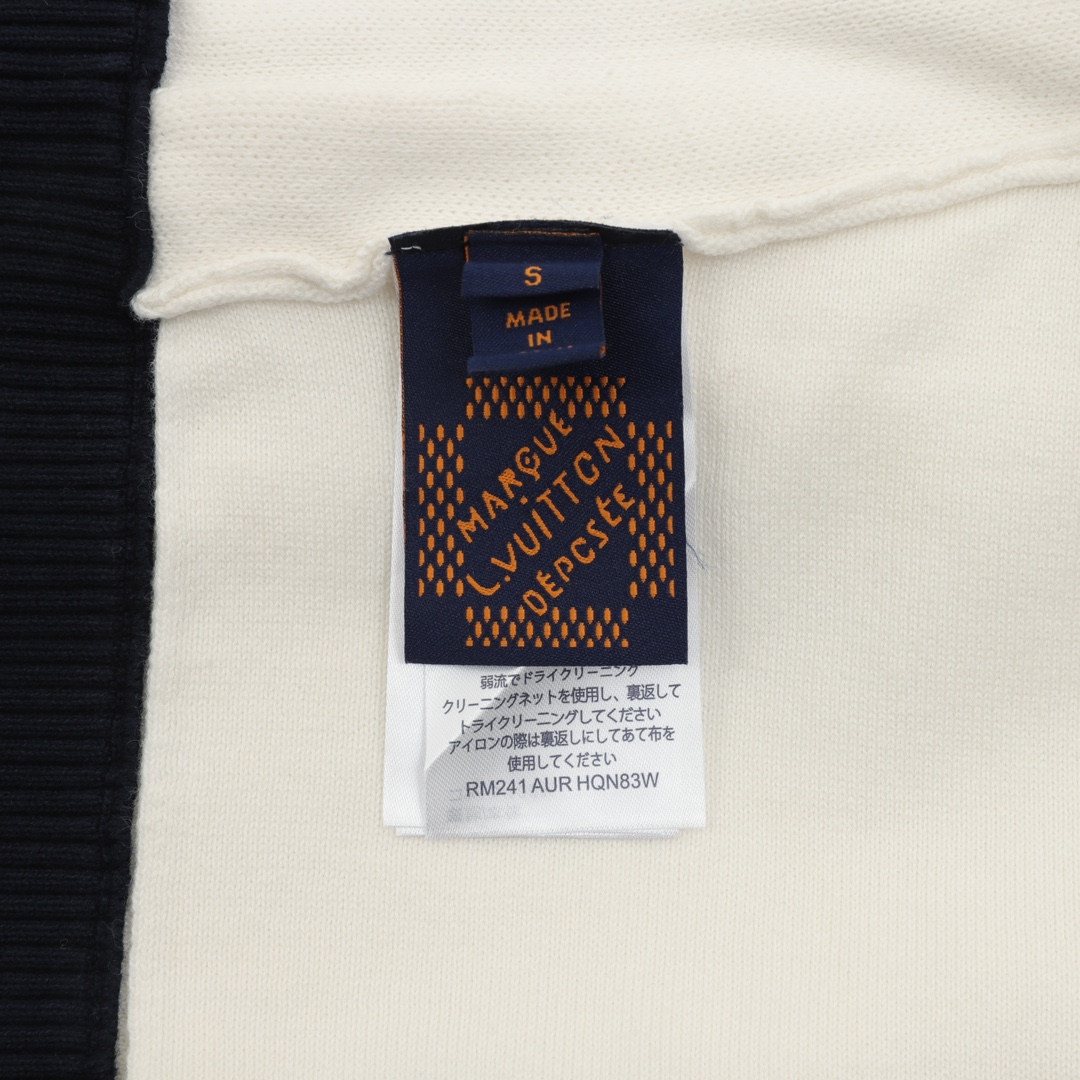 S
MADE
IN
MARQUE
L.VUITTON
DÉPOSÉE
弱流でドライクリーニング
クリーニングネットを使用し、裏返して
トライクリーニングしてください
アイロンの際は裏返しにしてあて布を
使用してください
RM241 AUR HQN83W